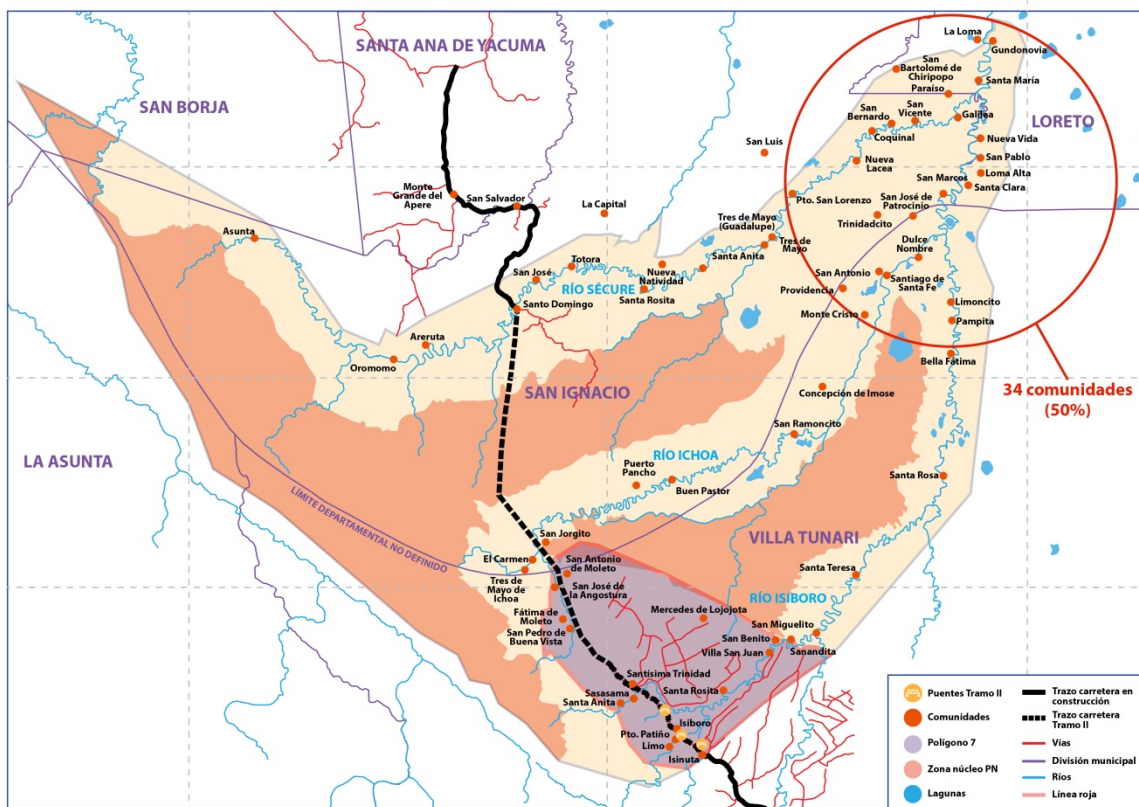 SANTA ANA DE YACUMA
SAN BORJA
LORETO
LA ASUNTA
SAN IGNACIO
VILLA TUNARI
LÍMITE DEPARTAMENTAL NO DEFINIDO
RÍO SÉCURE
RÍO ICHOA
RÍO ISIBORO
34 comunidades
(50%)
La Loma
Gundonovia
San
Bartolomé de
Chiripopo
Santa María
Paraíso
San
Bernardo
San
Vicente
Galilea
Coquinal
Nueva Vida
San Luis
Nueva
Lacea
San Pablo
Loma Alta
San Marcos
Santa Clara
Monte
Grande del
Apere
San Salvador
La Capital
Pto. San Lorenzo
San José de
Patrocinio
Trinidadcito
Tres de Mayo
(Guadalupe)
Tres de
Mayo
Dulce
Nombre
Asunta
Totora
San José
Nueva
Natividad
Santa Anita
San Antonio
Santiago de
Santa Fe
Santa Rosita
Providencia
Santo Domingo
Monte Cristo
Limoncito
Pampita
Areruta
Oromomo
Bella Fátima
Concepción de Imose
San Ramoncito
Puerto
Pancho
Buen Pastor
Santa Rosa
San Jorgito
El Carmen
San Antonio
de Moleto
Tres de
Mayo de
Ichoa
San José de
la Angostura
Santa Teresa
Mercedes de Lojojota
Fátima de
Moleto
San Pedro de
Buena Vista
San Miguelito
San Benito
Sanandita
Villa San Juan
Santísima Trinidad
Santa Rosita
Sasasama
Santa Anita
Isiboro
Pto. Patiño
Limo
Isinuta
Puentes Tramo II
Comunidades
Polígono 7
Zona núcleo PN
Lagunas
Trazo carretera en
construcción
Trazo carretera
Tramo II
Vías
División municipal
Ríos
Línea roja